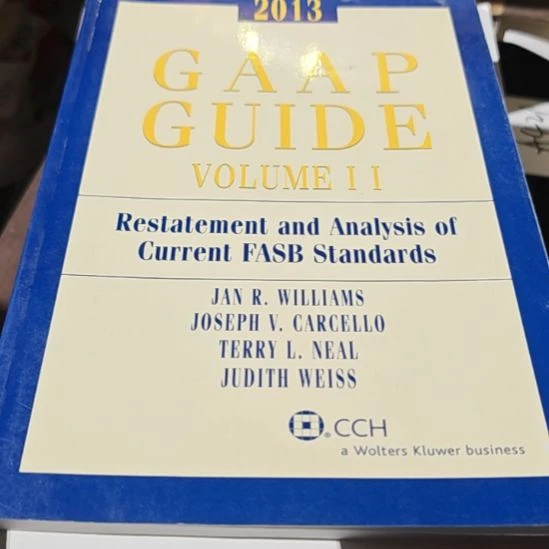 2013
GAAP
GUIDE
VOLUME II
Restatement and Analysis of
Current FASB Standards
JAN R. WILLIAMS
JOSEPH V. CARCELLO
TERRY L. NEAL
JUDITH WEISS
CCH
a Wolters Kluwer business